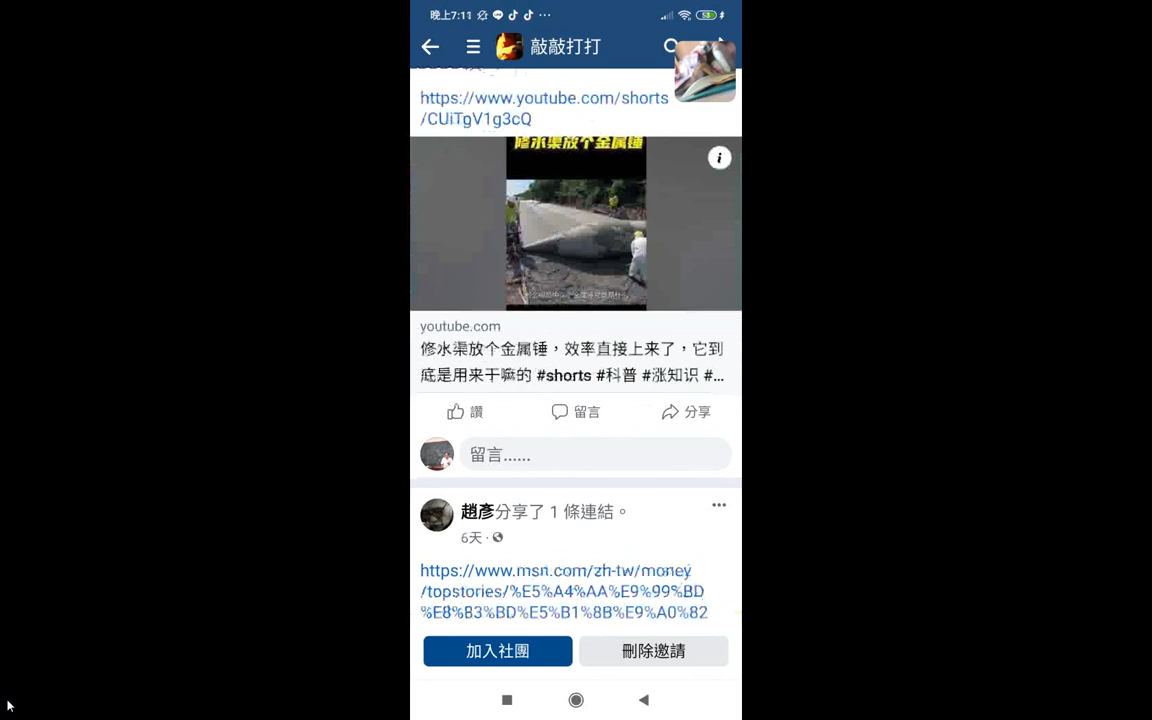 晚上7:11
敲敲打打
https://www.youtube.com/shorts
/CUiTgV1g3cQ
修水渠放个金属锤
youtube.com
修水渠放个金属锤，效率直接上来了，它到
底是用来干嘛的 #shorts #科普 #涨知识 #...
讚 留言 分享
留言......
趙彥分享了 1 條連結。
6天 ·
https://www.msn.com/zh-tw/money
/topstories/%E5%A4%AA%E9%99%BD
%E8%B3%BD%E5%B1%8B%E9%A0%82
加入社團 刪除邀請